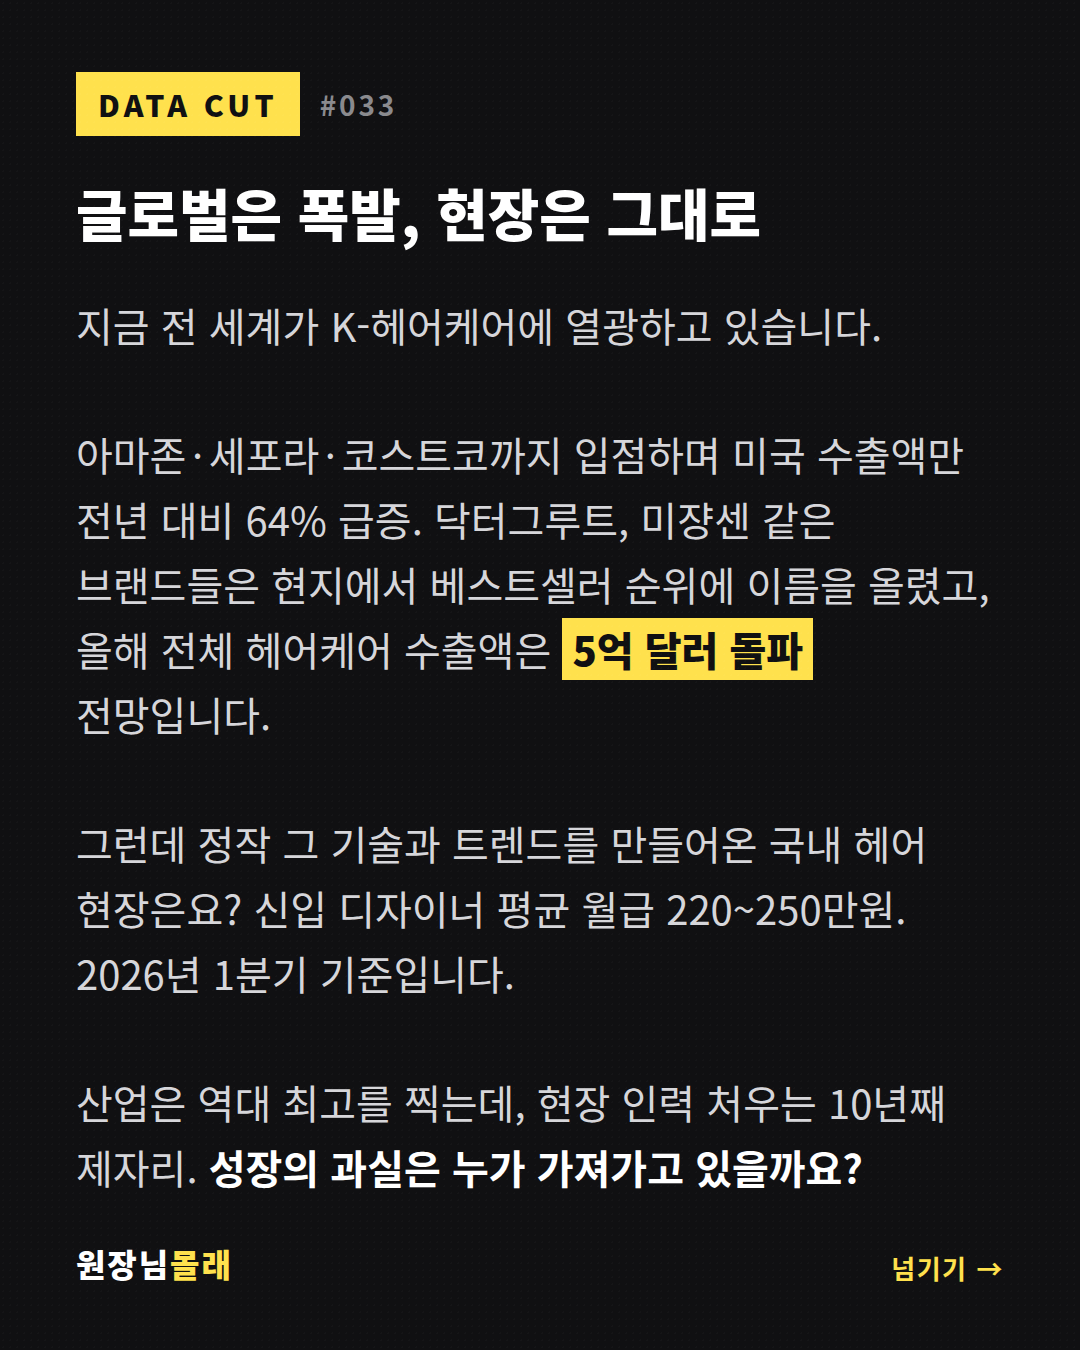 DATA CUT #033
글로벌은 폭발, 현장은 그대로
지금 전 세계가 K-헤어케어에 열광하고 있습니다.
아마존·세포라·코스트코까지 입점하며 미국 수출액만
전년 대비 64% 급증. 닥터그루트, 미쟝센 같은
브랜드들은 현지에서 베스트셀러 순위에 이름을 올렸고,
올해 전체 헤어케어 수출액은 5억 달러 돌파
전망입니다.
그런데 정작 그 기술과 트렌드를 만들어온 국내 헤어
현장은요? 신입 디자이너 평균 월급 220~250만원.
2026년 1분기 기준입니다.
산업은 역대 최고를 찍는데, 현장 인력 처우는 10년째
제자리. 성장의 과실은 누가 가져가고 있을까요?
원장님몰래
넘기기 →